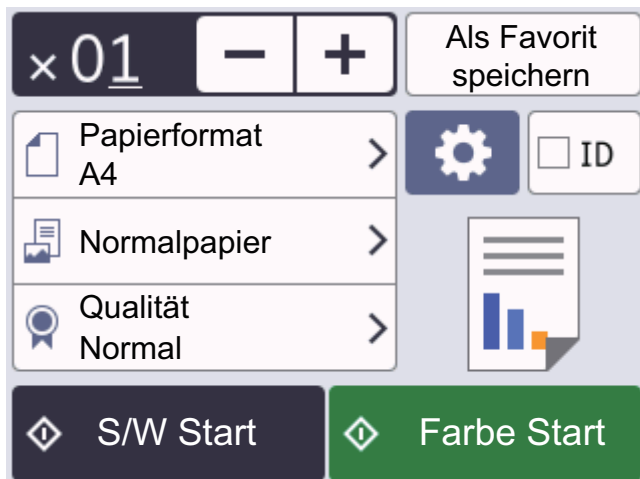 ×01 − +
Als Favorit
speichern
Papierformat
A4
ID
Normalpapier
Qualität
Normal
S/W Start
Farbe Start